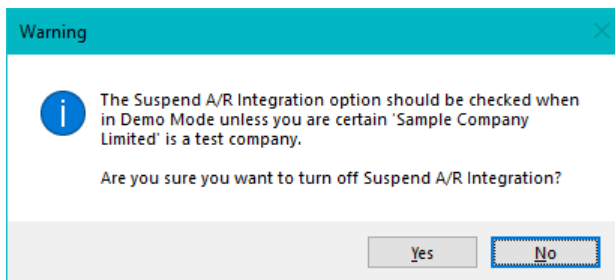 Warning
The Suspend A/R Integration option should be checked when
in Demo Mode unless you are certain 'Sample Company
Limited' is a test company.
Are you sure you want to turn off Suspend A/R Integration?
Yes
No